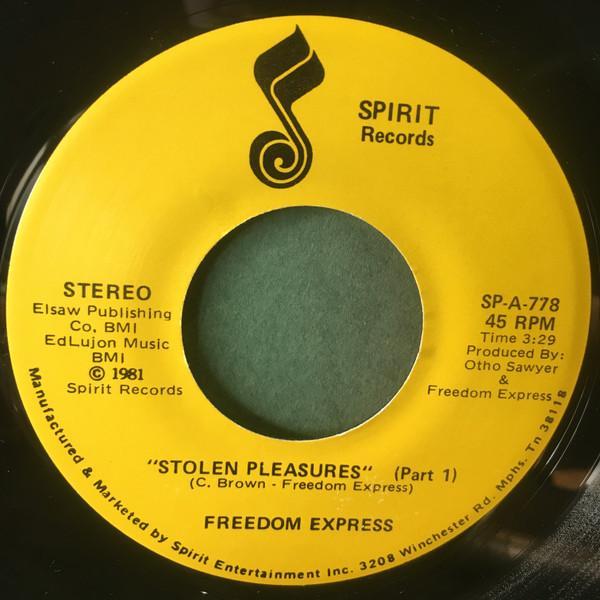 SPIRIT
Records
STEREO
Elsaw Publishing
Co, BMI
EdLujon Music
BMI
© 1981
Spirit Records
SP-A-778
45 RPM
Time 3:29
Produced By:
Otho Sawyer
&
Freedom Express
"STOLEN PLEASURES" (Part 1)
(C. Brown - Freedom Express)
FREEDOM EXPRESS
Manufactured & Marketed by Spirit Entertainment Inc. 3208 Winchester Rd. Mphs. Tn 38118